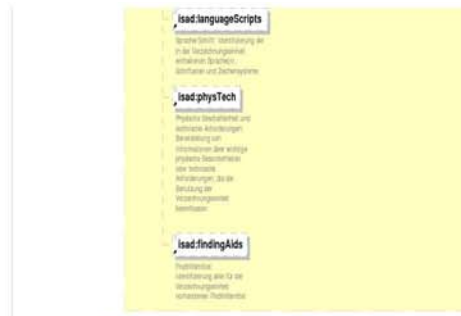 isad:languageScripts
Sprache/Schrift: Identifizierung der
in der Verzeichnungseinheit
enthaltenen Sprache(n),
Schriftarten und Zeichensysteme
isad:physTech
Physische Beschaffenheit und
technische Anforderungen:
Bereitstellung von
Informationen über wichtige
physische Beschaffenheit
oder technische
Anforderungen, die die
Benutzung der
Verzeichnungseinheit
beeinflussen
isad:findingAids
Findhilfsmittel:
Identifizierung aller für die
Verzeichnungseinheit
vorhandenen Findhilfsmittel